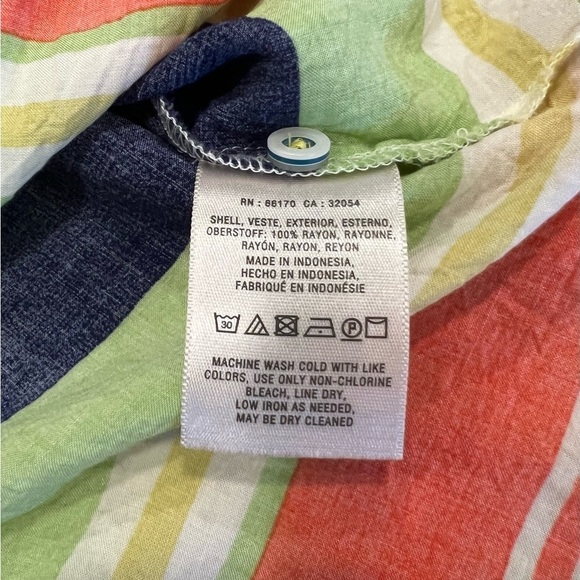 RN : 66170 CA : 32054
SHELL, VESTE, EXTERIOR, ESTERNO,
OBERSTOFF: 100% RAYON, RAYONNE,
RAYÓN, RAYON, REYON
MADE IN INDONESIA,
HECHO EN INDONESIA,
FABRIQUÉ EN INDONÉSIE
30 P
MACHINE WASH COLD WITH LIKE
COLORS, USE ONLY NON-CHLORINE
BLEACH, LINE DRY,
LOW IRON AS NEEDED,
MAY BE DRY CLEANED